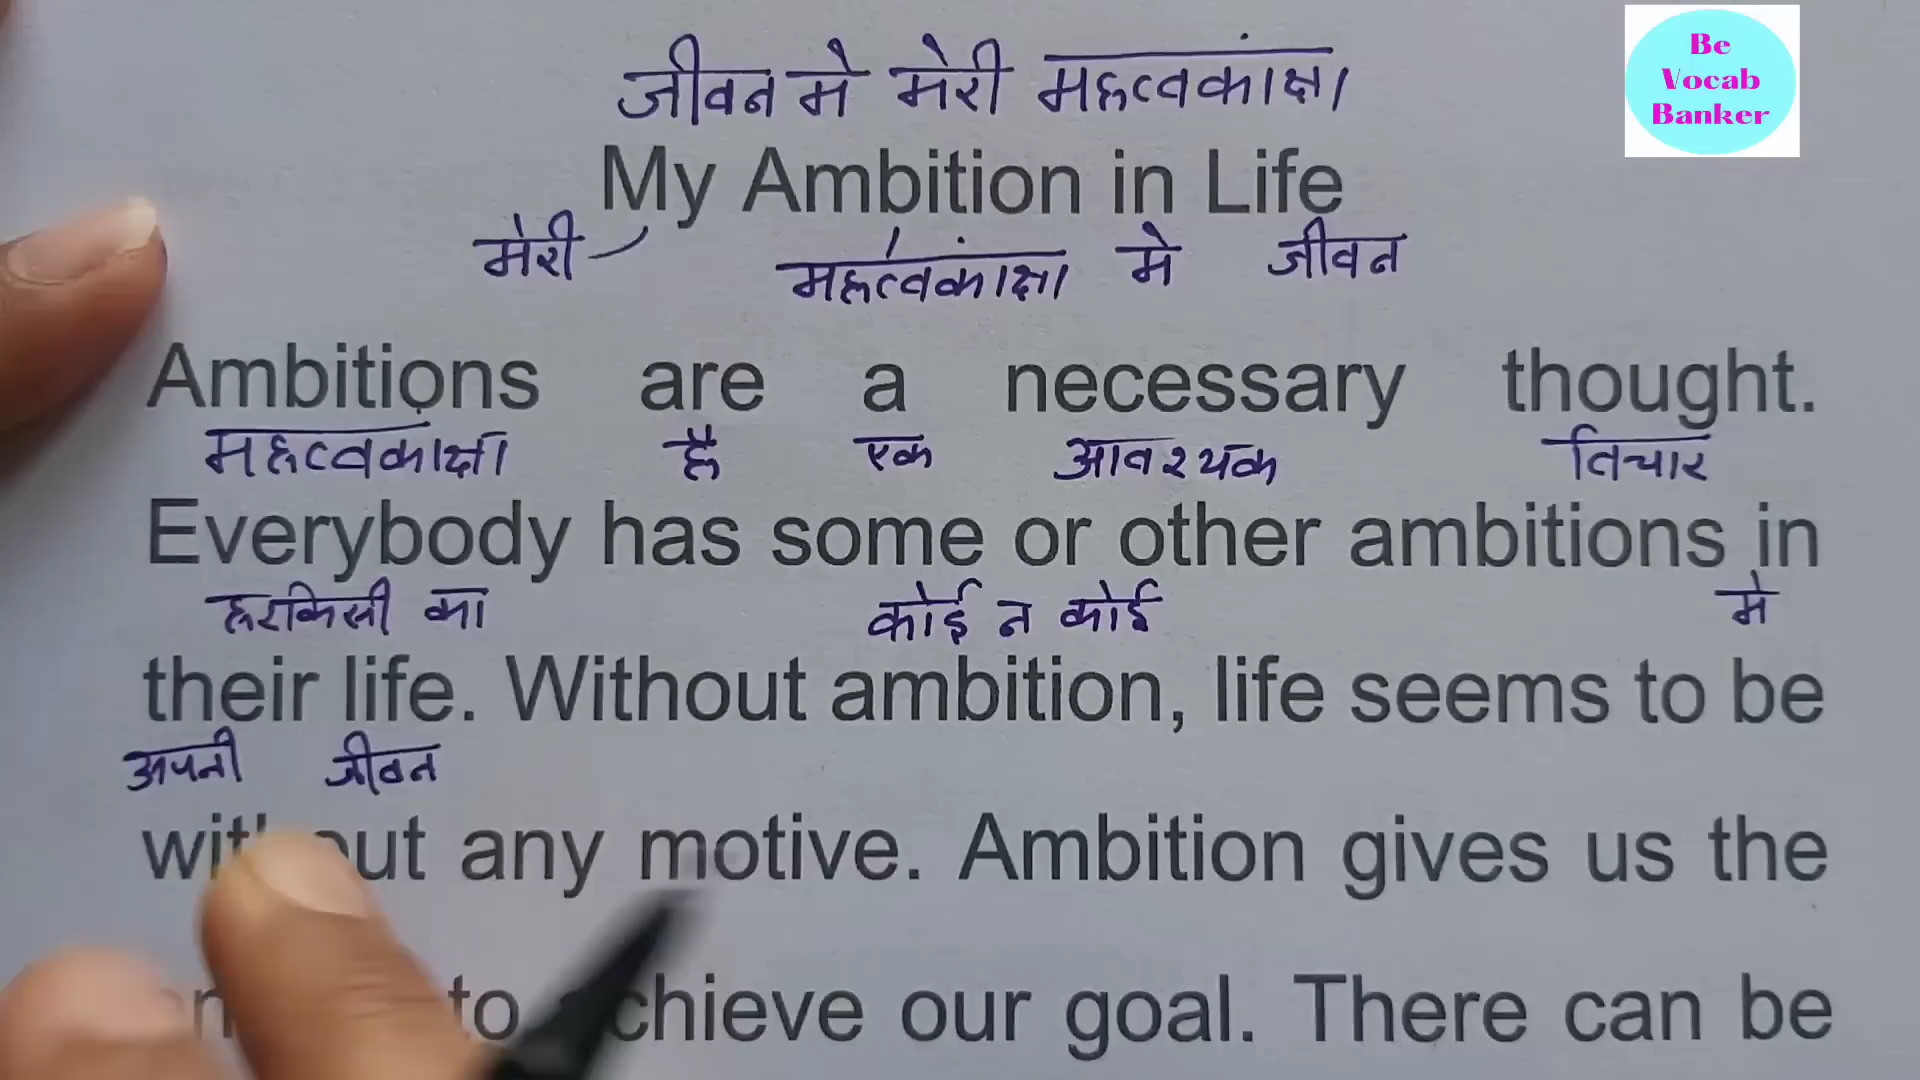 Be
Vocab
Banker
जीवन मे मेरी महत्वकांक्षा
My Ambition in Life
मेरी महत्वकांक्षा मे जीवन
Ambitions are a necessary thought.
महत्वकांक्षा है एक आवश्यक विचार
Everybody has some or other ambitions in
हरकिसी का कोई न कोई मे
their life. Without ambition, life seems to be
अपनी जीवन
without any motive. Ambition gives us the
to achieve our goal. There can be